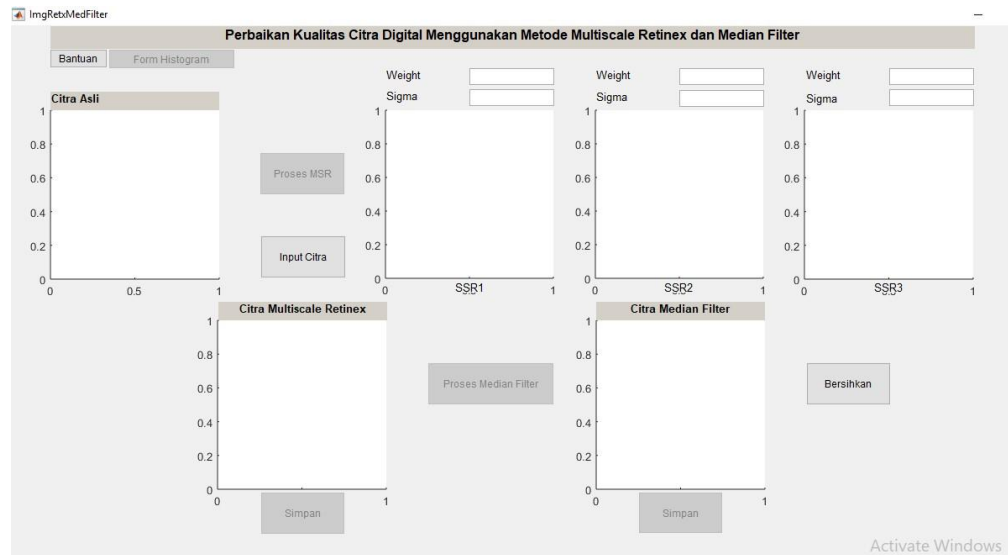 ImgRetxMedFilter
Perbaikan Kualitas Citra Digital Menggunakan Metode Multiscale Retinex dan Median Filter
Bantuan Form Histogram
Weight Weight Weight
Sigma Sigma Sigma
Citra Asli
1 1 1 1
0.8 0.8 0.8 0.8
Proses MSR
0.6 0.6 0.6 0.6
0.4 0.4 0.4 0.4
0.2 0.2 0.2 0.2
Input Citra
0 0 0 0
0 0.5 1 0 SSR1 1 0 SSR2 1 0 SSR3 1
Citra Multiscale Retinex Citra Median Filter
1 1
0.8 0.8
0.6 Proses Median Filter 0.6 Bersihkan
0.4 0.4
0.2 0.2
0 0
0 1 0 1
Simpan Simpan
Activate Windows